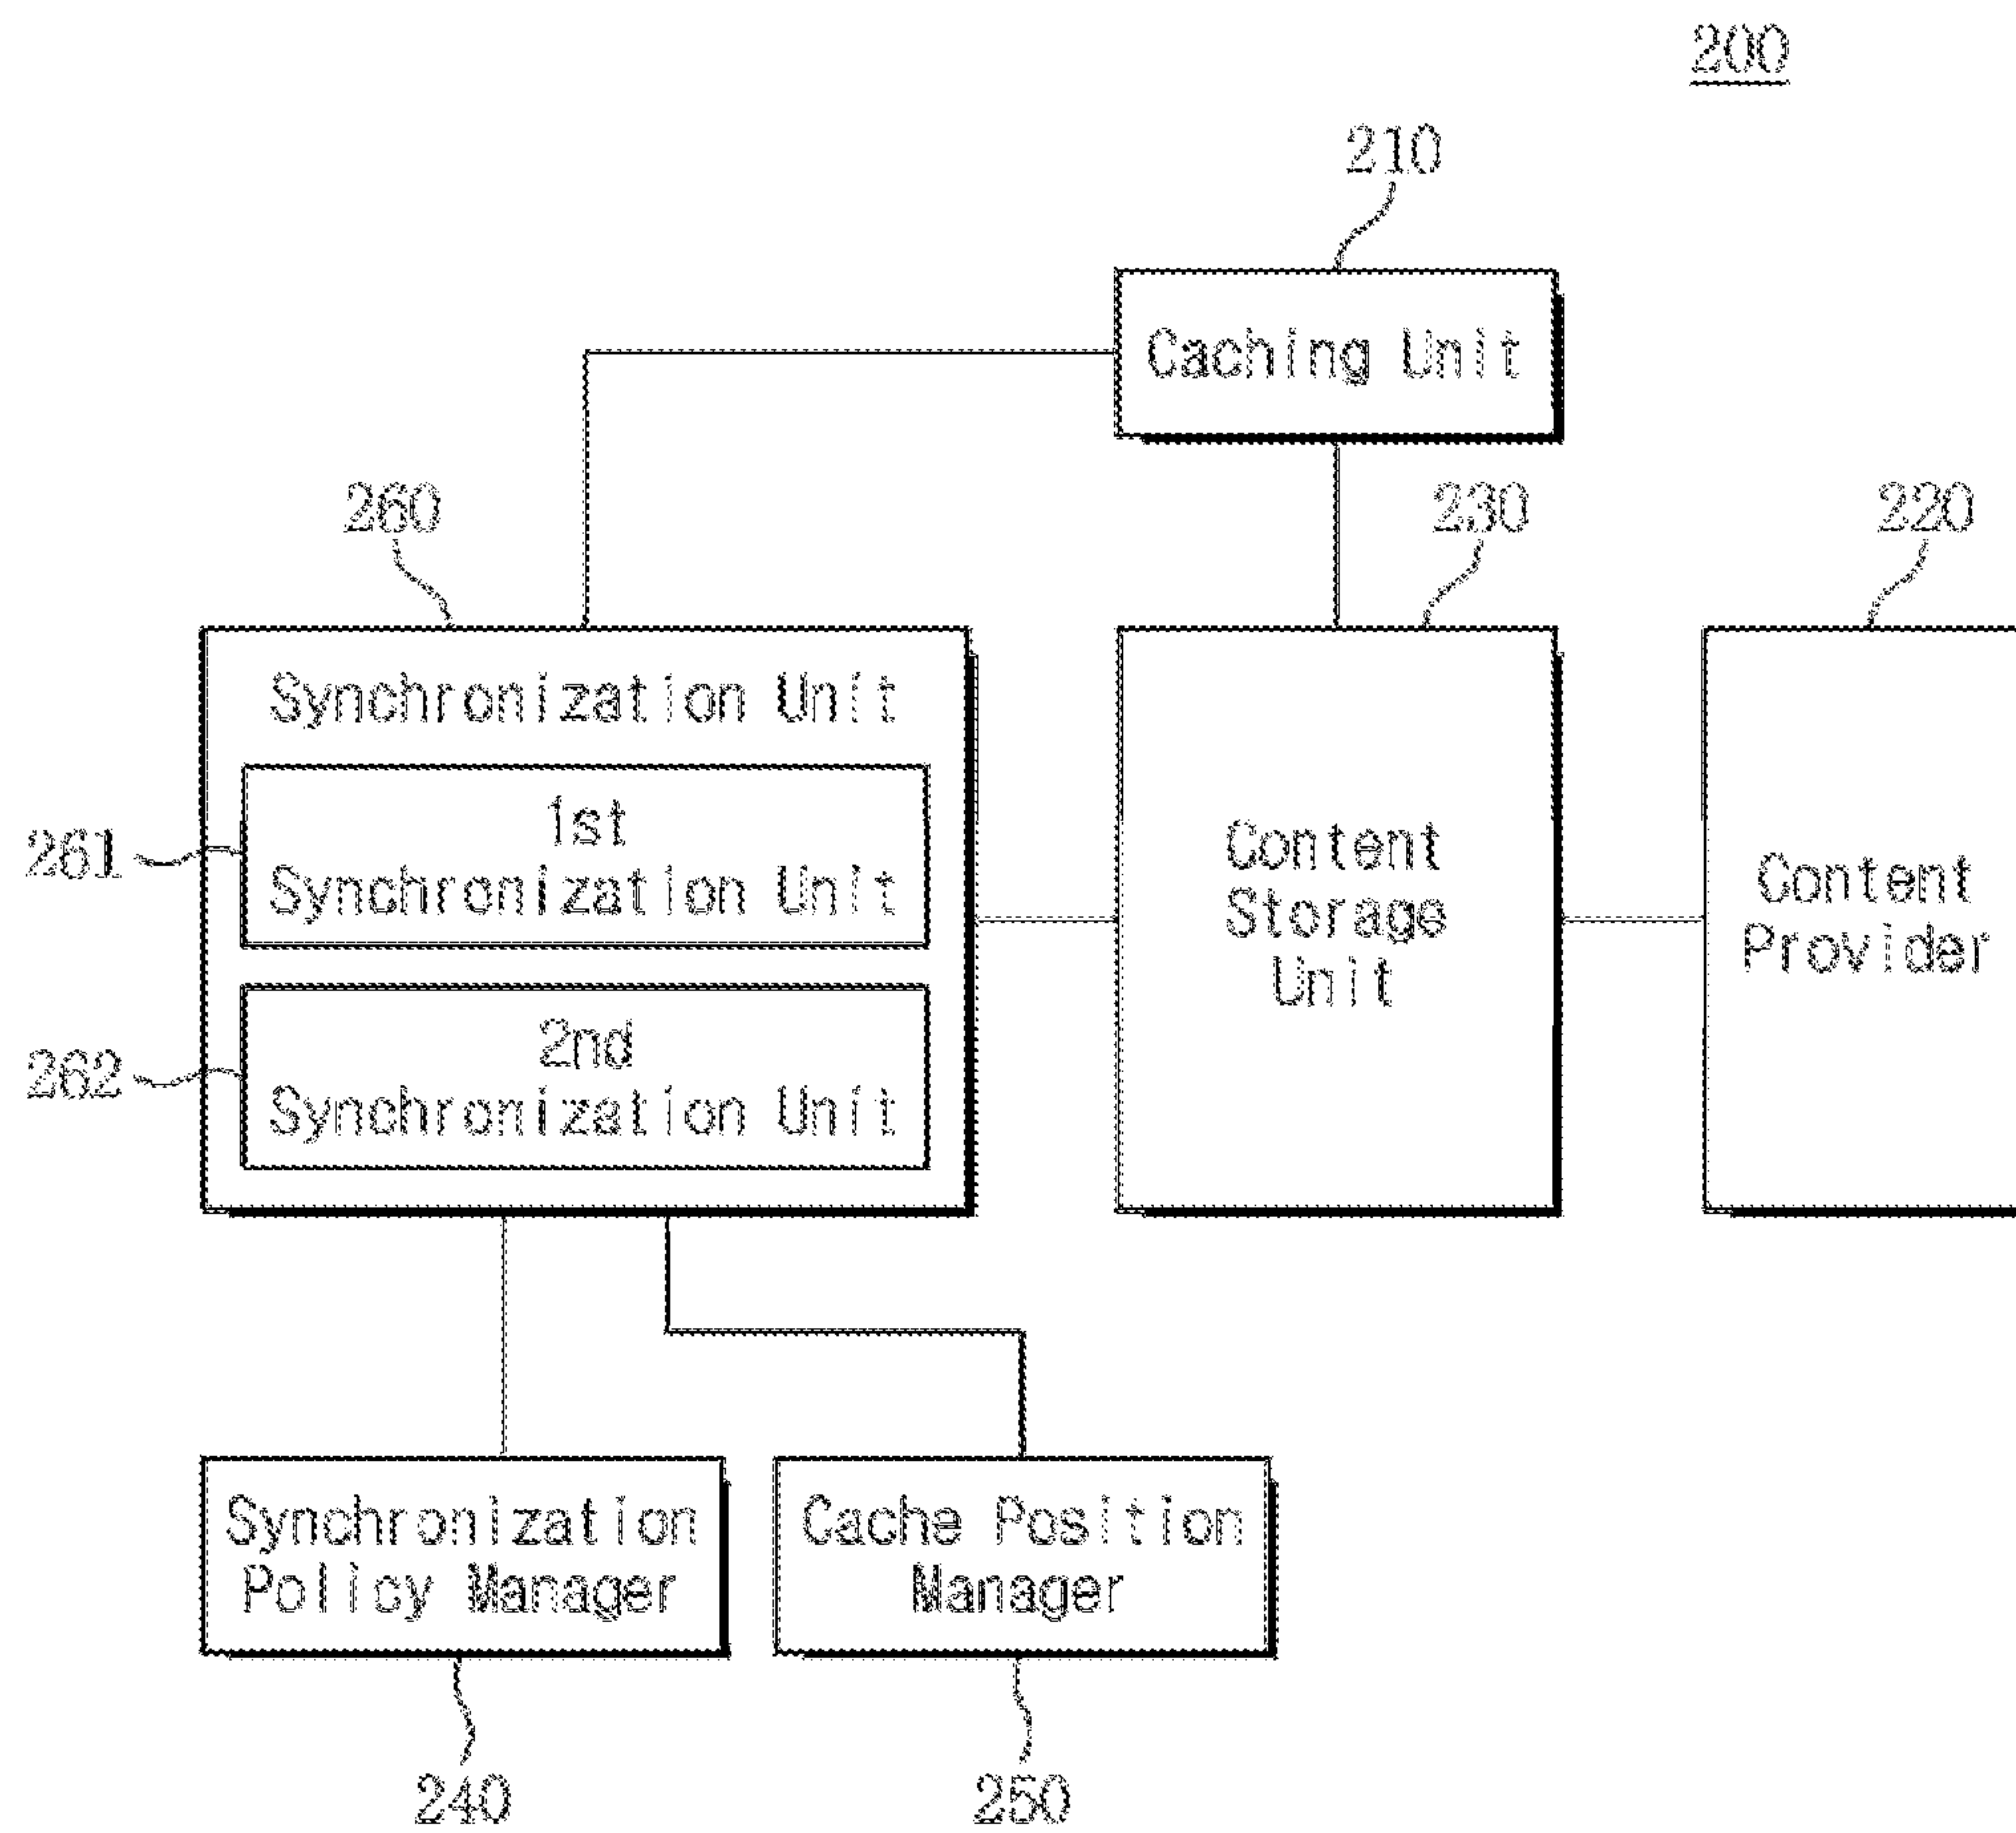 200
210
Caching Unit
260
230
220
Synchronization Unit
261
1st
Synchronization Unit
262
2nd
Synchronization Unit
Content
Storage
Unit
Content
Provider
Synchronization
Policy Manager
Cache Position
Manager
240
250